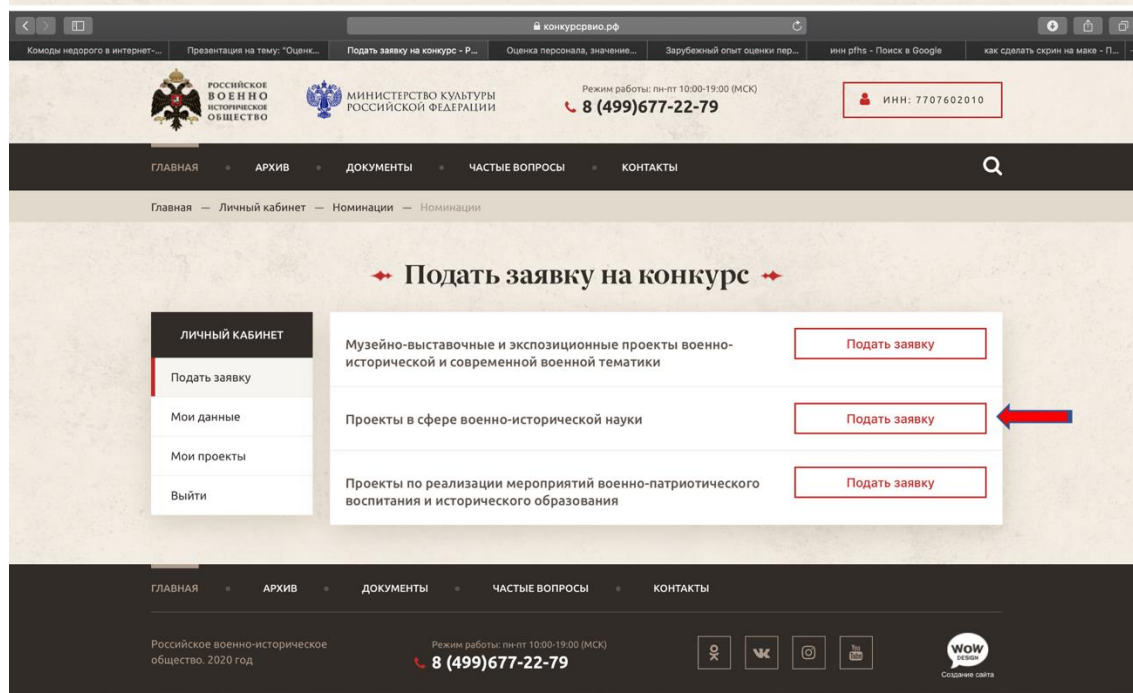 конкурсрвио.рф
Комоды недорого в интернет-...
Презентация на тему: "Оценк...
Подать заявку на конкурс - Р...
Оценка персонала, значение...
Зарубежный опыт оценки пер...
инн pfhs - Поиск в Google
как сделать скрин на маке - П...
РОССИЙСКОЕ
ВОЕННО
ИСТОРИЧЕСКОЕ
ОБЩЕСТВО
МИНИСТЕРСТВО КУЛЬТУРЫ
РОССИЙСКОЙ ФЕДЕРАЦИИ
Режим работы: пн-пт 10:00-19:00 (МСК)
8 (499)677-22-79
ИНН: 7707602010
ГЛАВНАЯ • АРХИВ • ДОКУМЕНТЫ • ЧАСТЫЕ ВОПРОСЫ • КОНТАКТЫ
Главная — Личный кабинет — Номинации — Номинации
Подать заявку на конкурс
ЛИЧНЫЙ КАБИНЕТ
Подать заявку
Мои данные
Мои проекты
Выйти
Музейно-выставочные и экспозиционные проекты военно-
исторической и современной военной тематики
Подать заявку
Проекты в сфере военно-исторической науки
Подать заявку
Проекты по реализации мероприятий военно-патриотического
воспитания и исторического образования
Подать заявку
ГЛАВНАЯ • АРХИВ • ДОКУМЕНТЫ • ЧАСТЫЕ ВОПРОСЫ • КОНТАКТЫ
Российское военно-историческое
общество. 2020 год
Режим работы: пн-пт 10:00-19:00 (МСК)
8 (499)677-22-79
You
Tube
WOW
DESIGN
Создание сайта